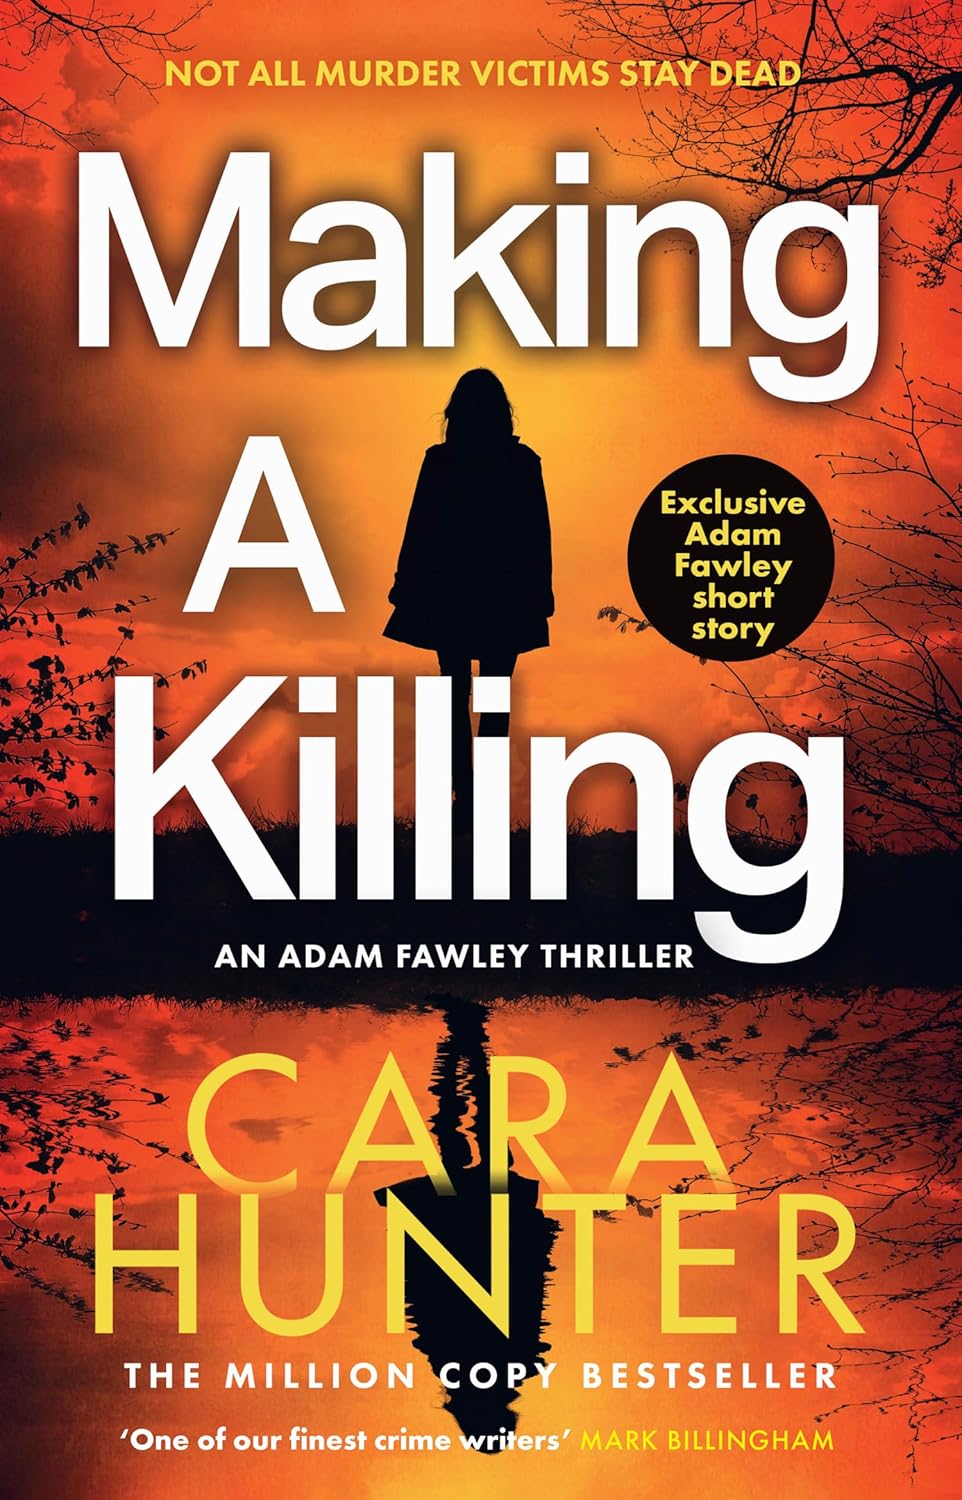 NOT ALL MURDER VICTIMS STAY DEAD
Making
A
Killing
Exclusive
Adam
Fawley
short
story
AN ADAM FAWLEY THRILLER
CARA
HUNTER
THE MILLION COPY BESTSELLER
‘One of our finest crime writers’ MARK BILLINGHAM